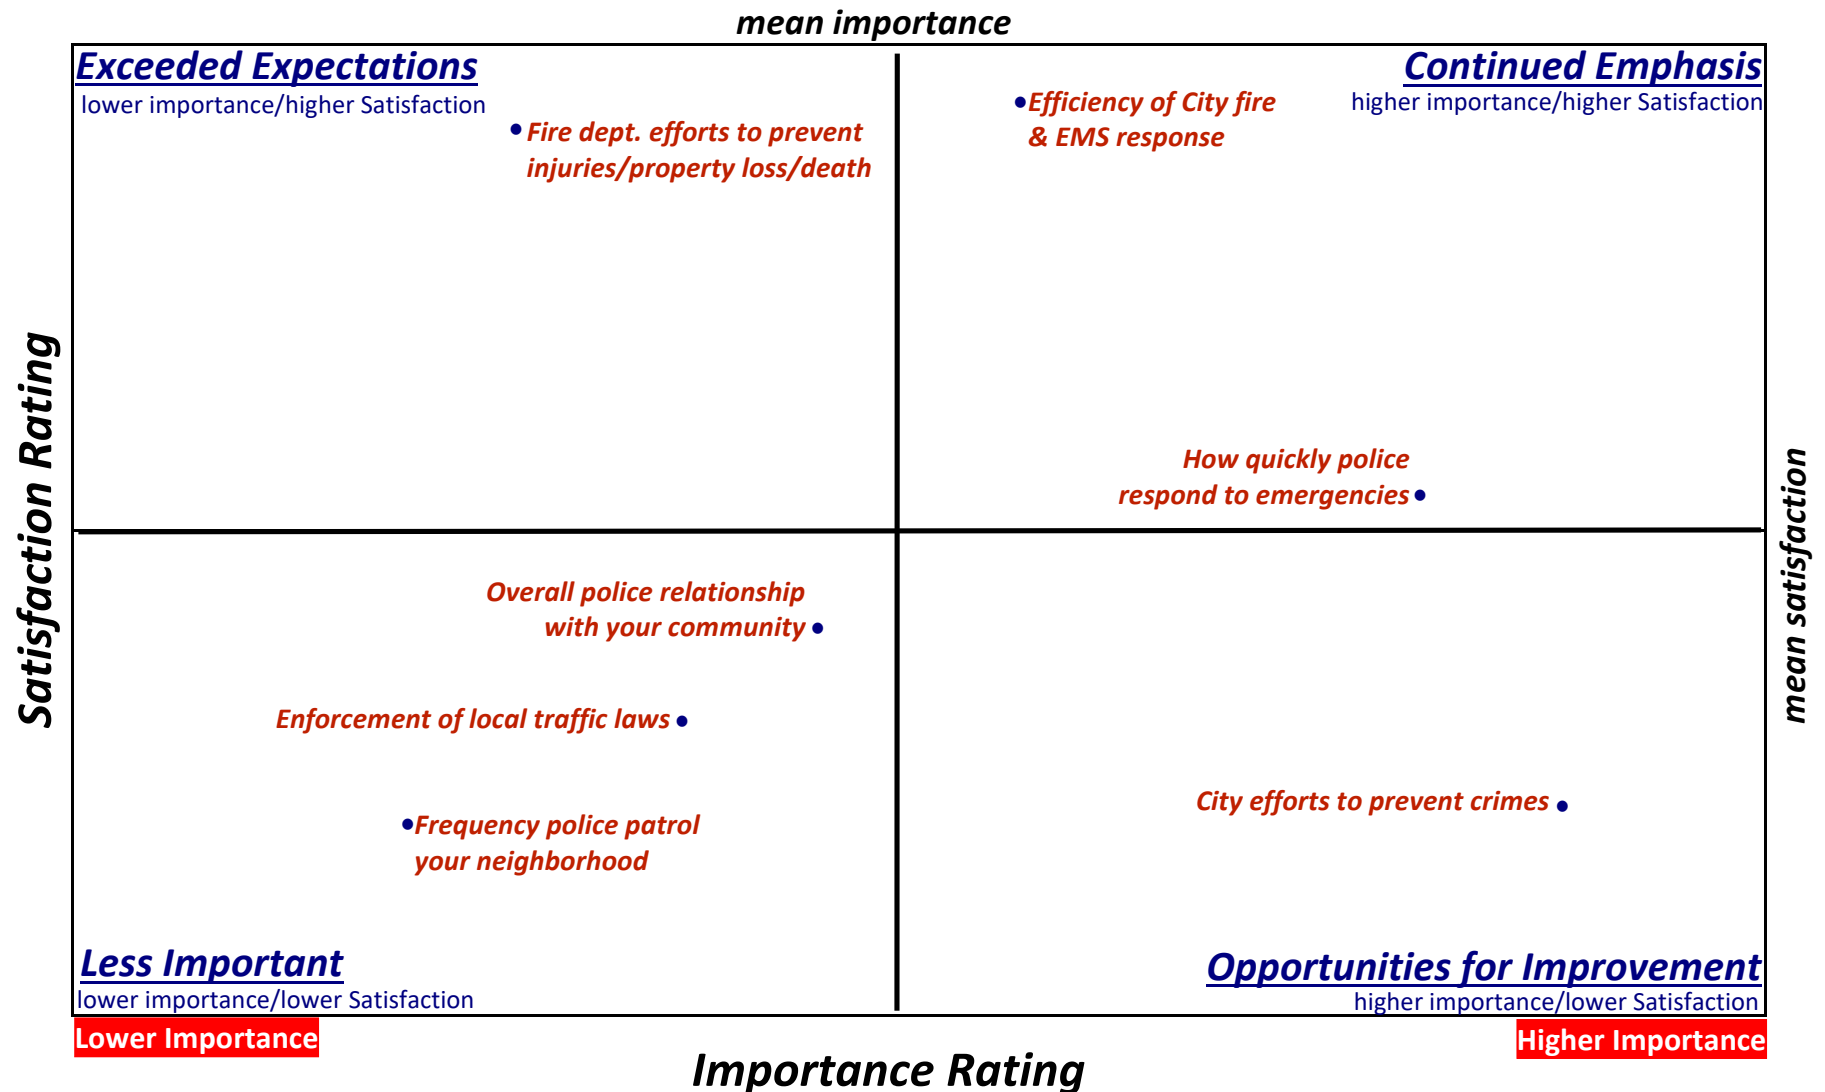 mean importance
Exceeded Expectations
lower importance/higher Satisfaction
Continued Emphasis
higher importance/higher Satisfaction
Efficiency of City fire
& EMS response
Fire dept. efforts to prevent
injuries/property loss/death
How quickly police
respond to emergencies
Satisfaction Rating
mean satisfaction
Overall police relationship
with your community
Enforcement of local traffic laws
City efforts to prevent crimes
Frequency police patrol
your neighborhood
Less Important
lower importance/lower Satisfaction
Opportunities for Improvement
higher importance/lower Satisfaction
Lower Importance
Higher Importance
Importance Rating